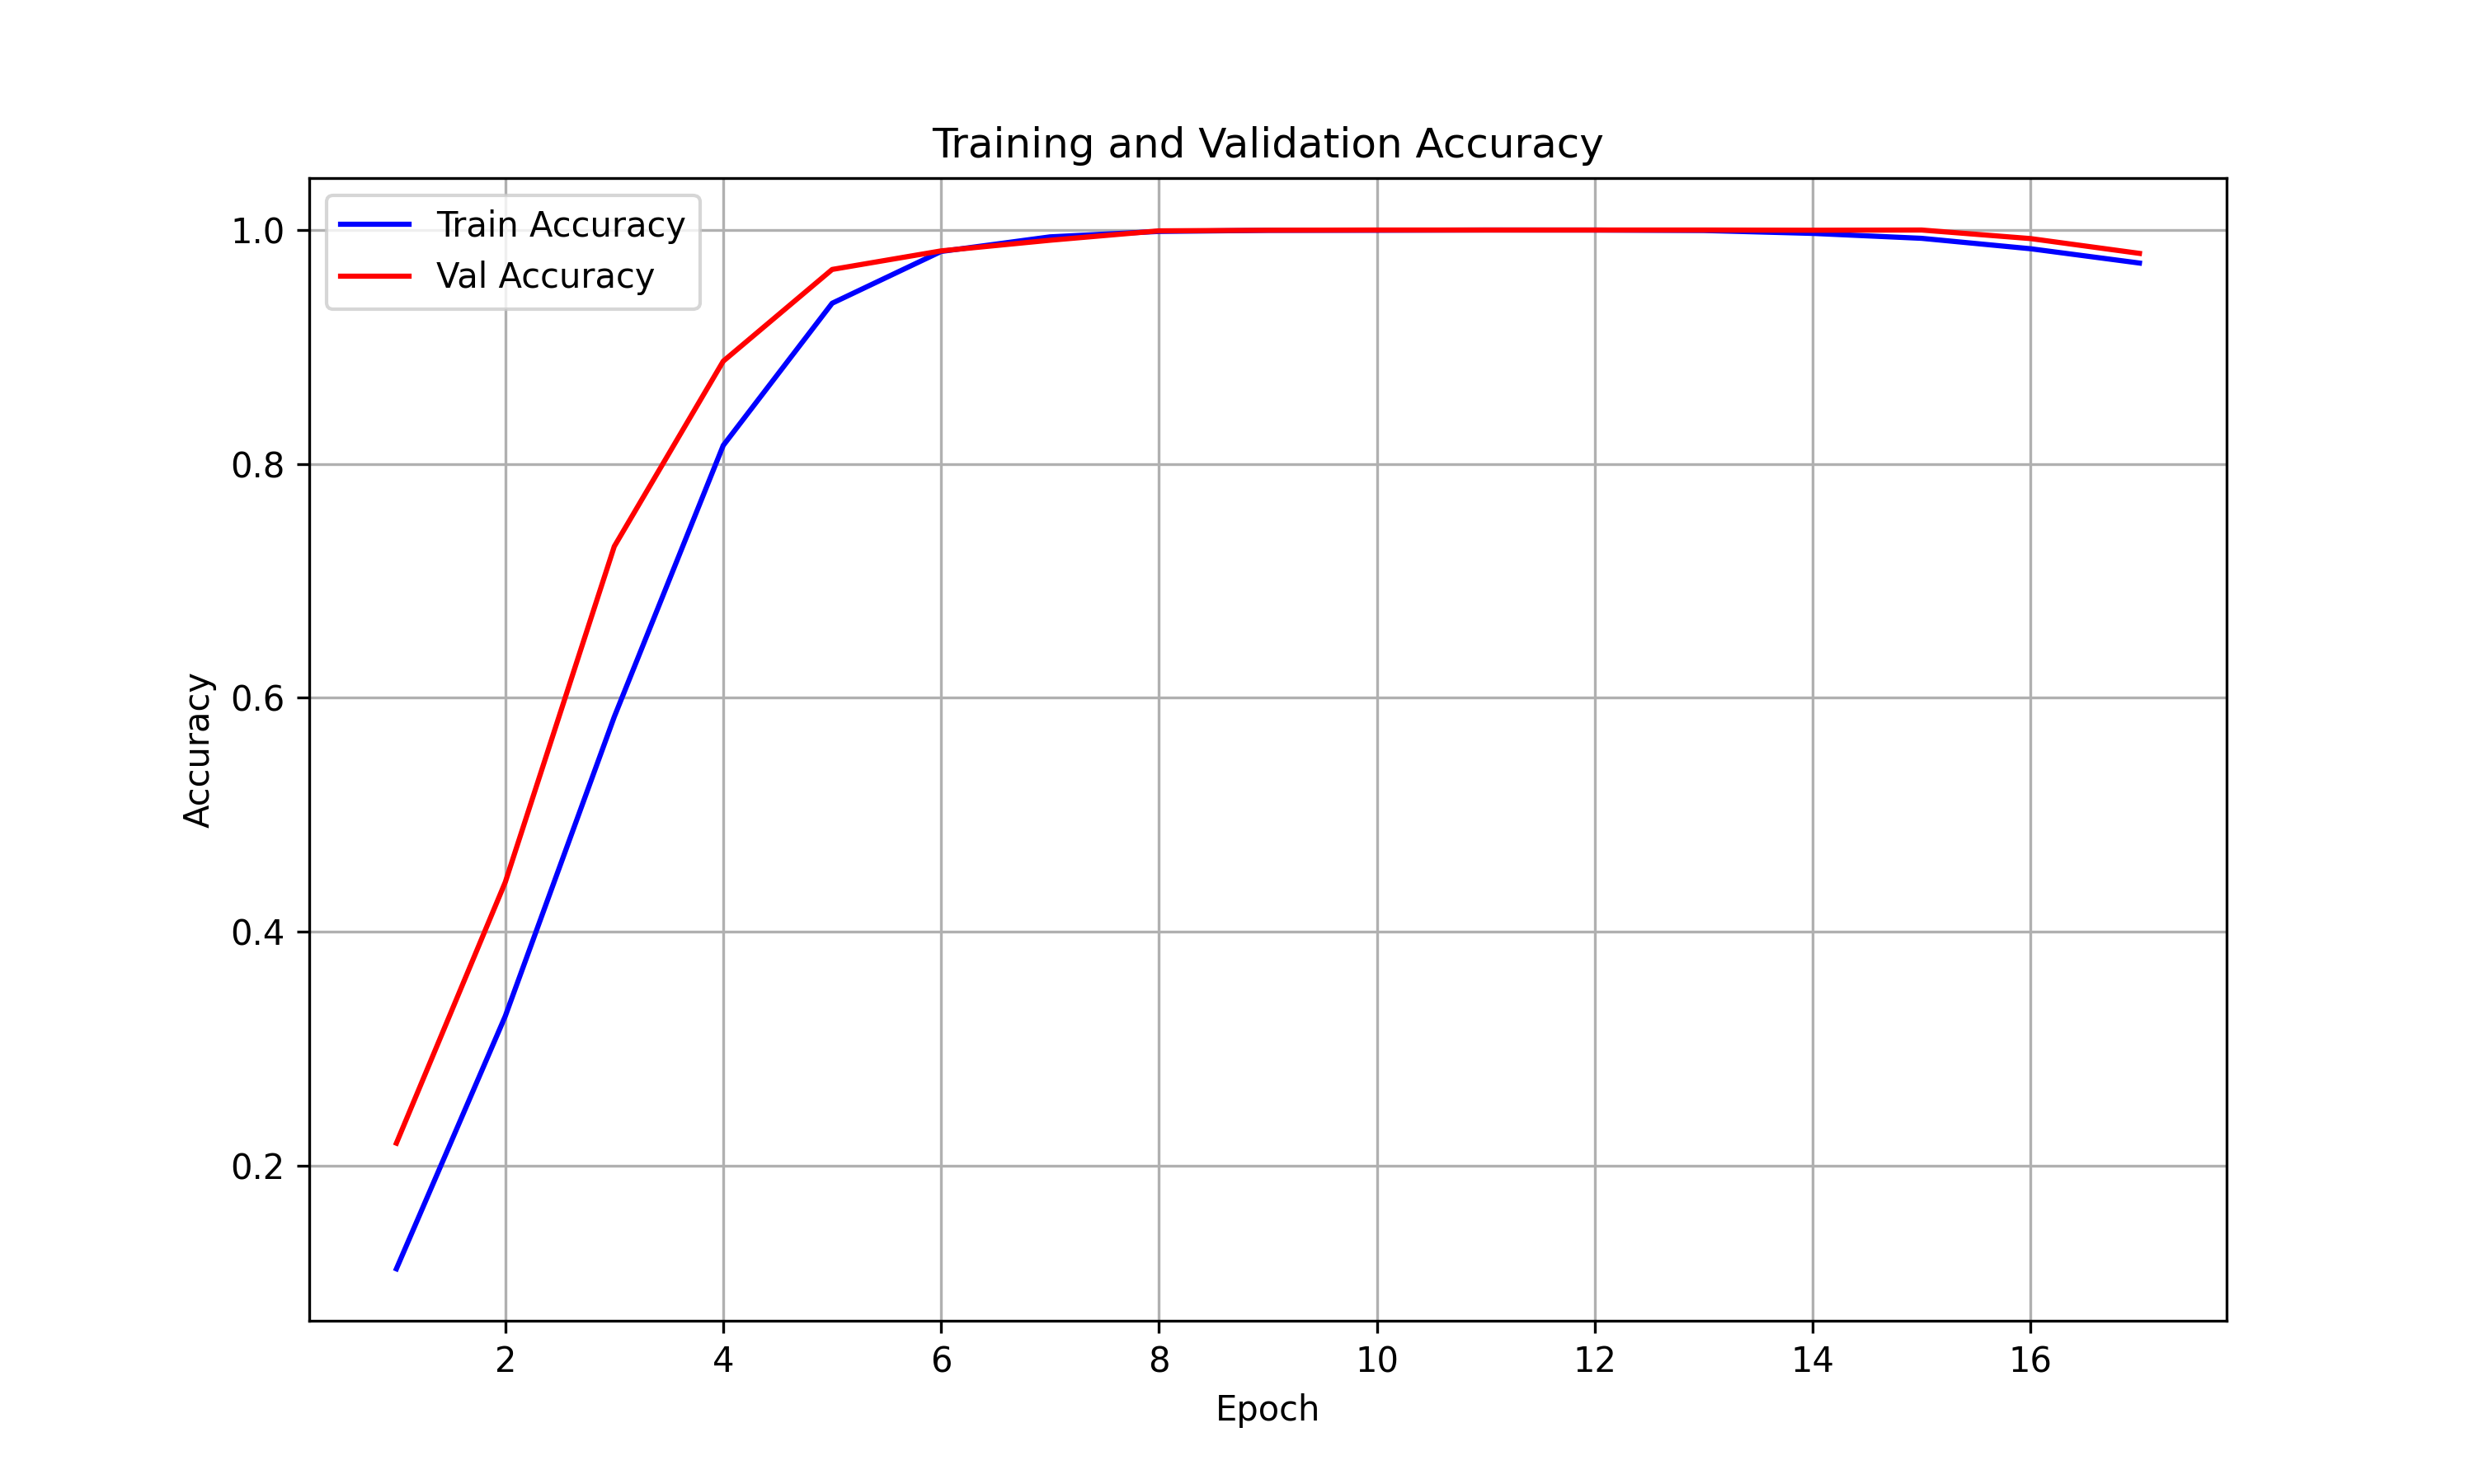 Training and Validation Accuracy
Train Accuracy
Val Accuracy
1.0
0.8
0.6
0.4
0.2
Accuracy
2 4 6 8 10 12 14 16
Epoch